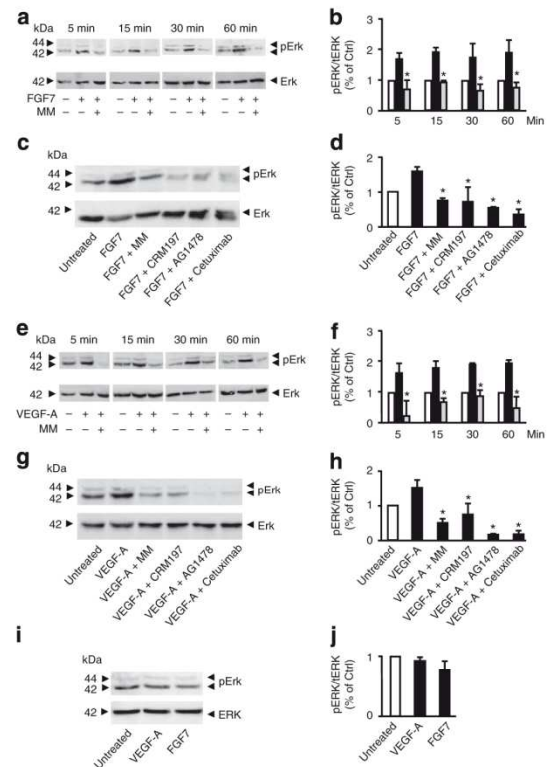 a
kDa 5 min 15 min 30 min 60 min
44
42
pErk
42
Erk
FGF7 – + + – + + – + + – + +
MM – – + – – + – – + – – +
b
pERK/tERK
(% of Ctrl)
3
2
1
0
* * * *
5 15 30 60 Min
c
kDa
44
42
pErk
42
Erk
Untreated
FGF7
FGF7 + MM
FGF7 + CRM197
FGF7 + AG1478
FGF7 + Cetuximab
d
pERK/tERK
(% of Ctrl)
2
1
0
* * * *
Untreated
FGF7
FGF7 + MM
FGF7 + CRM197
FGF7 + AG1478
FGF7 + Cetuximab
e
kDa 5 min 15 min 30 min 60 min
44
42
pErk
42
Erk
VEGF-A – + + – + + – + + – + +
MM – – + – – + – – + – – +
f
pERK/tERK
(% of Ctrl)
3
2
1
0
* * * *
5 15 30 60 Min
g
kDa
44
42
pErk
42
Erk
Untreated
VEGF-A
VEGF-A + MM
VEGF-A + CRM197
VEGF-A + AG1478
VEGF-A + Cetuximab
h
pERK/tERK
(% of Ctrl)
2
1
0
* * * *
Untreated
VEGF-A
VEGF-A + MM
VEGF-A + CRM197
VEGF-A + AG1478
VEGF-A + Cetuximab
i
kDa
44
42
pErk
42
ERK
Untreated
VEGF-A
FGF7
j
pERK/tERK
(% of Ctrl)
1
0
Untreated
VEGF-A
FGF7